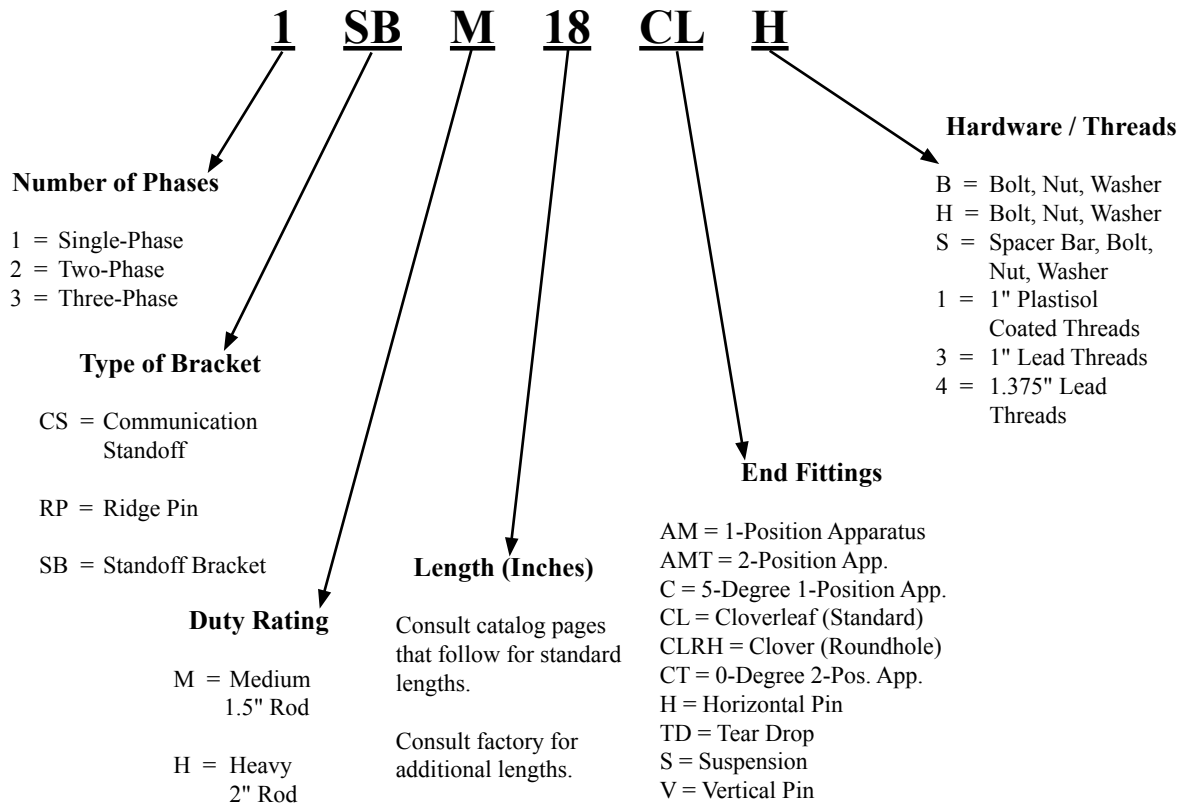 1 SB M 18 CL H
Number of Phases
1 = Single-Phase
2 = Two-Phase
3 = Three-Phase
Type of Bracket
CS = Communication
Standoff
RP = Ridge Pin
SB = Standoff Bracket
Duty Rating
M = Medium
1.5" Rod
H = Heavy
2" Rod
Length (Inches)
Consult catalog pages
that follow for standard
lengths.
Consult factory for
additional lengths.
End Fittings
AM = 1-Position Apparatus
AMT = 2-Position App.
C = 5-Degree 1-Position App.
CL = Cloverleaf (Standard)
CLRH = Clover (Roundhole)
CT = 0-Degree 2-Pos. App.
H = Horizontal Pin
TD = Tear Drop
S = Suspension
V = Vertical Pin
Hardware / Threads
B = Bolt, Nut, Washer
H = Bolt, Nut, Washer
S = Spacer Bar, Bolt,
Nut, Washer
1 = 1" Plastisol
Coated Threads
3 = 1" Lead Threads
4 = 1.375" Lead
Threads